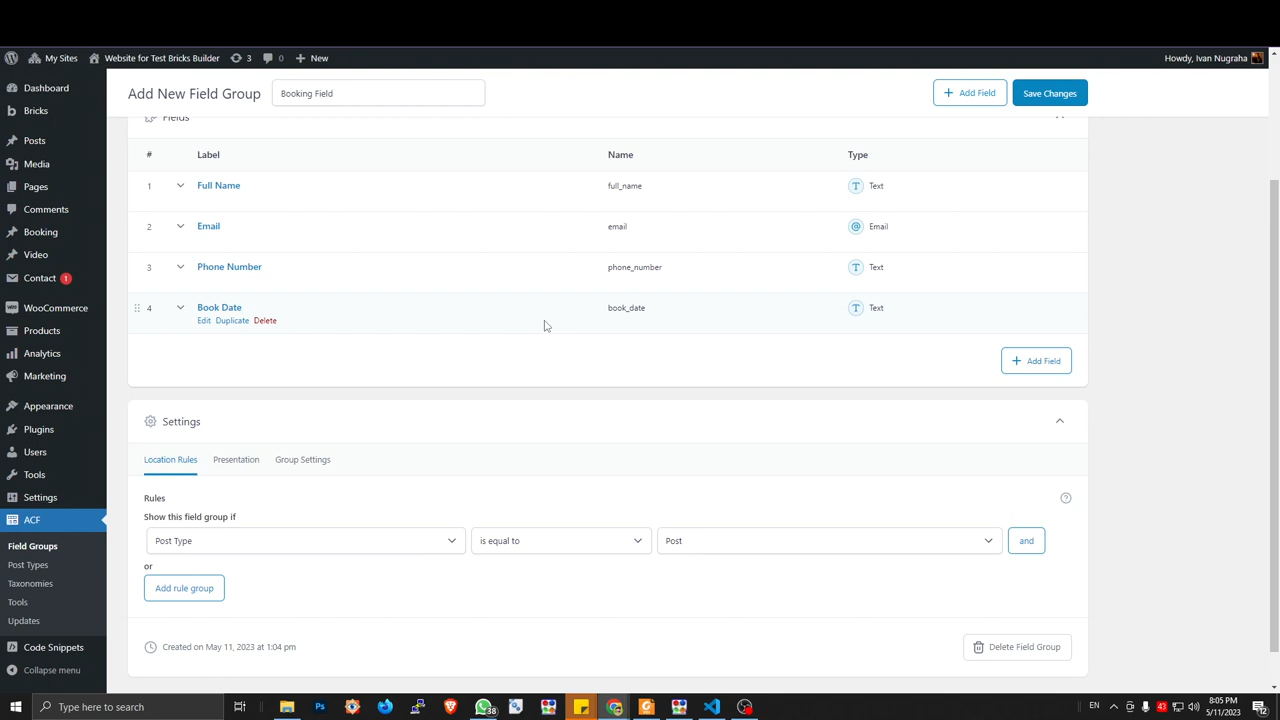 My Sites
Website for Test Bricks Builder
3
0
New
Howdy, Ivan Nugraha
Dashboard
Bricks
Posts
Media
Pages
Comments
Booking
Video
Contact 1
WooCommerce
Products
Analytics
Marketing
Appearance
Plugins
Users
Tools
Settings
ACF
Field Groups
Post Types
Taxonomies
Tools
Updates
Code Snippets
Collapse menu
Add New Field Group
Booking Field
+ Add Field
Save Changes
Fields
# Label Name Type
1 Full Name full_name T Text
2 Email email @ Email
3 Phone Number phone_number T Text
4 Book Date book_date T Text
Edit Duplicate Delete
+ Add Field
Settings
Location Rules Presentation Group Settings
Rules
?
Show this field group if
Post Type is equal to Post and
or
Add rule group
Created on May 11, 2023 at 1:04 pm
Delete Field Group
Type here to search
38
EN
43
8:05 PM
5/11/2023
12